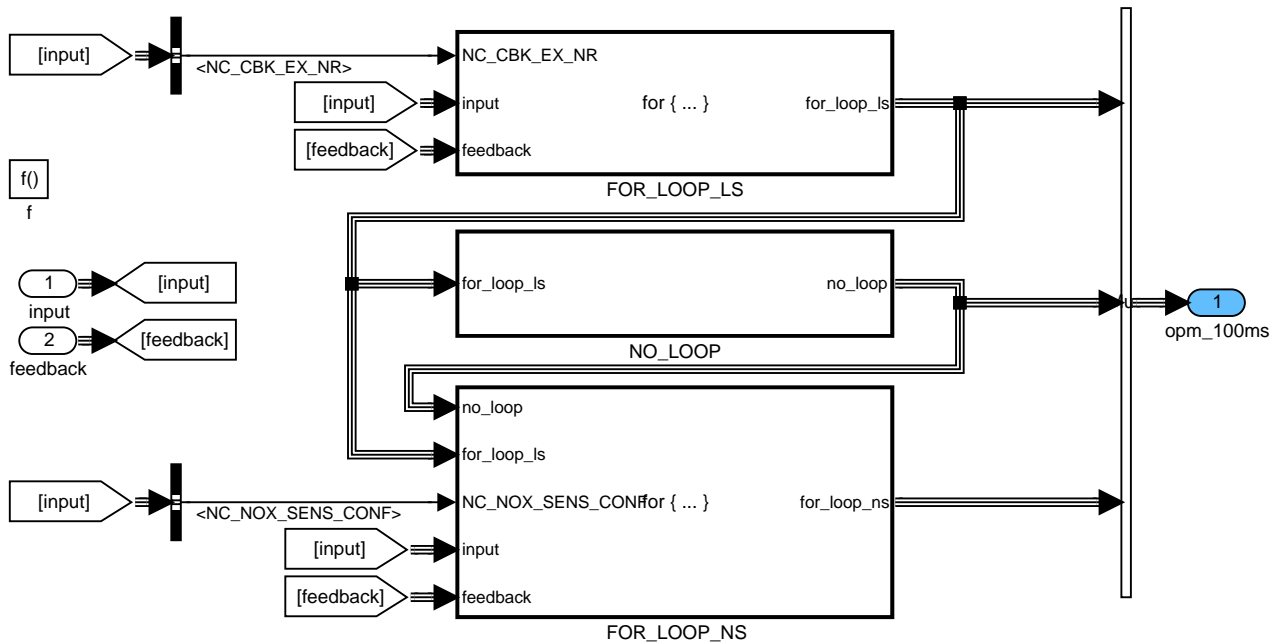 [input]
<NC_CBK_EX_NR>
NC_CBK_EX_NR
[input]
input
for { ... }
for_loop_ls
[feedback]
feedback
FOR_LOOP_LS
f()
f
1
[input]
input
2
[feedback]
feedback
for_loop_ls
no_loop
NO_LOOP
1
opm_100ms
no_loop
for_loop_ls
[input]
<NC_NOX_SENS_CONF>
NC_NOX_SENS_CONF
for { ... }
for_loop_ns
[input]
input
[feedback]
feedback
FOR_LOOP_NS